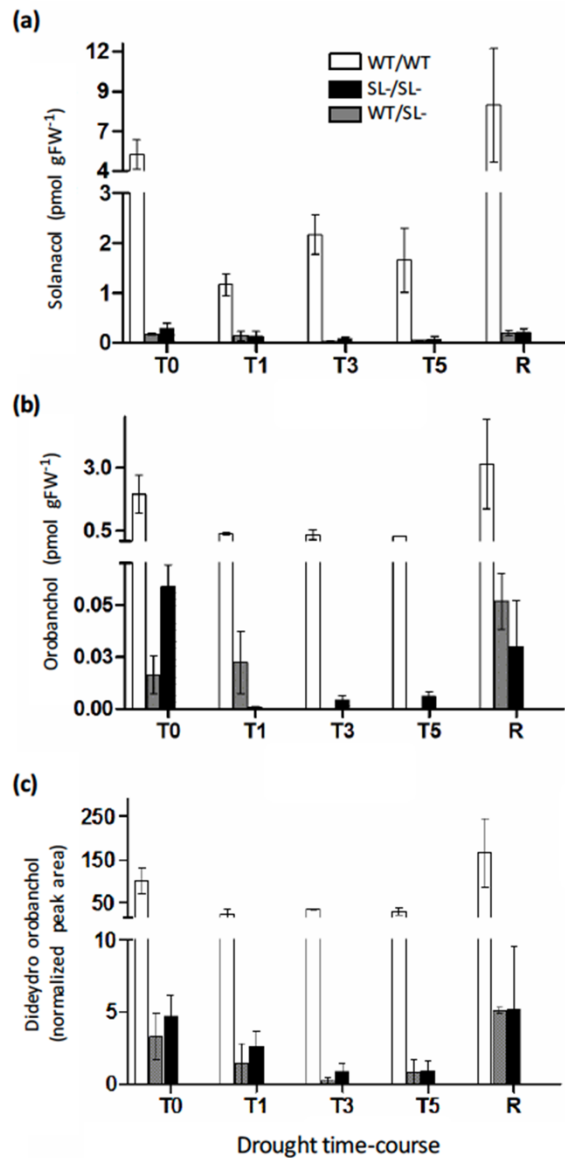 (a)
12
9
7
4
3
2
1
0
Solanacol (pmol gFW⁻¹)
WT/WT
SL-/SL-
WT/SL-
T0 T1 T3 T5 R
(b)
3.0
0.5
0.05
0.03
0.00
Orobanchol (pmol gFW⁻¹)
T0 T1 T3 T5 R
(c)
250
150
50
10
5
0
Dideydro orobanchol
(normalized peak area)
T0 T1 T3 T5 R
Drought time-course